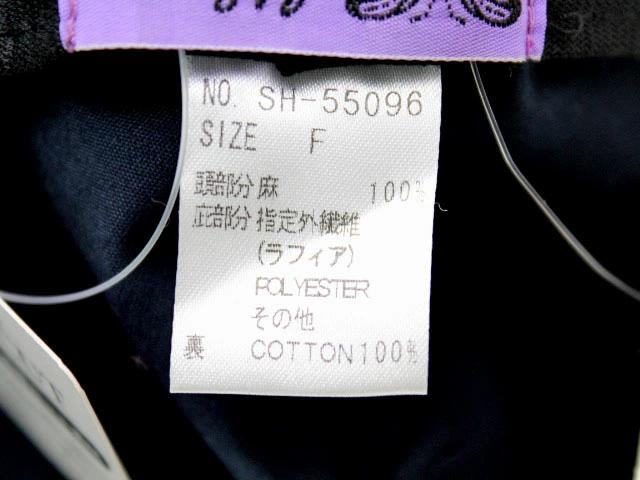 NO. SH-55096
SIZE F
頭部分 麻 100%
庇部分 指定外繊維
(ラフィア)
POLYESTER
その他
裏 COTTON100%